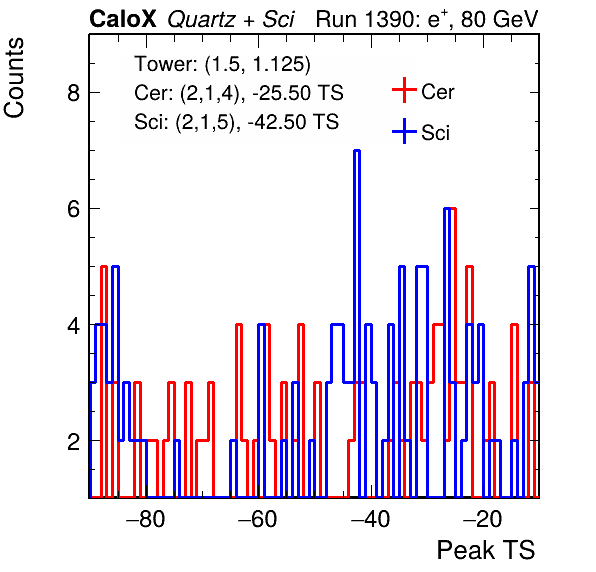 CaloX Quartz + Sci Run 1390: e+, 80 GeV
Counts
Tower: (1.5, 1.125)
Cer: (2,1,4), -25.50 TS
Sci: (2,1,5), -42.50 TS
Cer
Sci
8
6
4
2
−80 −60 −40 −20
Peak TS